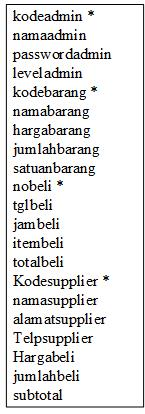 kodeadmin *
namaadmin
passwordadmin
leveladmin
kodebarang *
namabarang
hargabarang
jumlahbarang
satuanbarang
nobeli *
tglbeli
jambeli
itembeli
totalbeli
Kodesupplier *
namasupplier
alamatsupplier
Telpsupplier
Hargabeli
jumlahbeli
subtotal